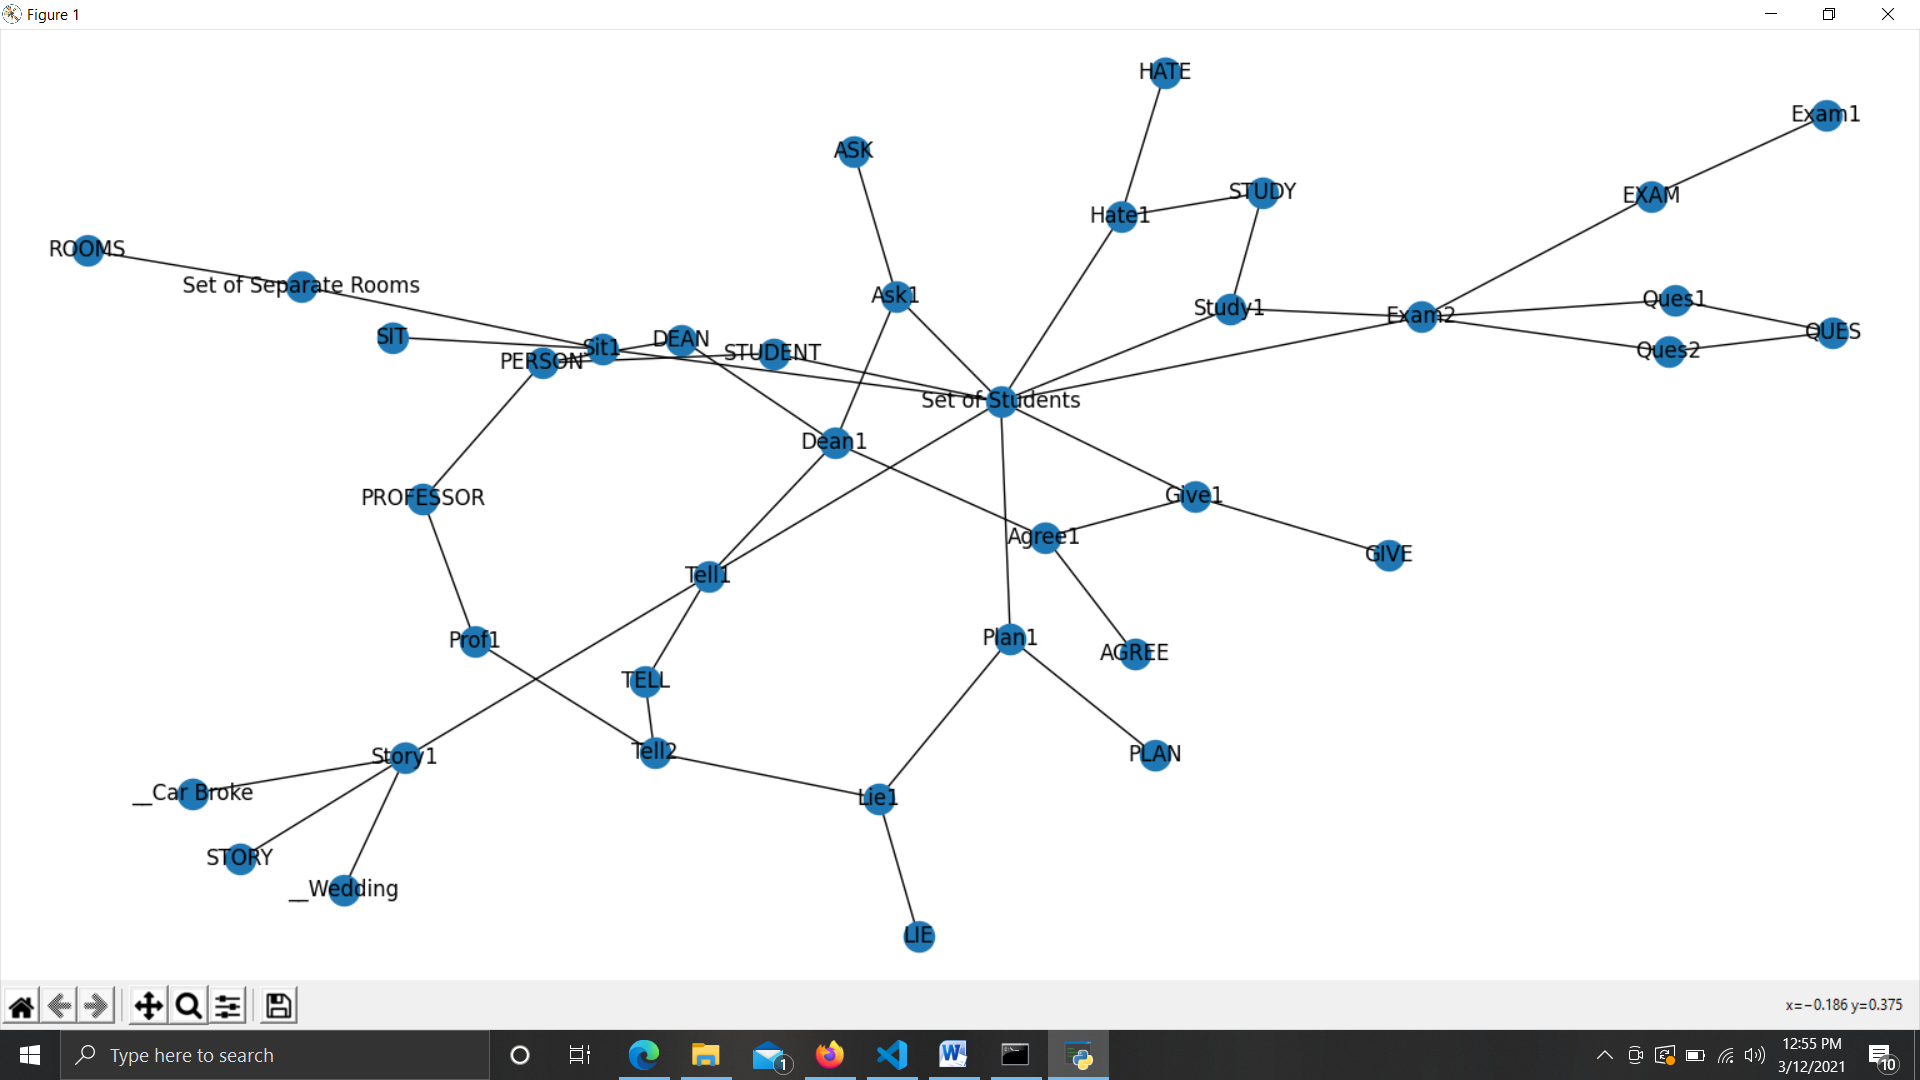 Figure 1
HATE
Exam1
ASK
STUDY
EXAM
Hate1
ROOMS
Set of Separate Rooms
Ask1
Ques1
Study1
Exam2
QUES
SIT
DEAN
Sit1
STUDENT
Ques2
PERSON
Set of Students
Dean1
PROFESSOR
Give1
Agree1
GIVE
Tell1
Prof1
Plan1
AGREE
TELL
Story1
Tell2
PLAN
__Car Broke
Lie1
STORY
__Wedding
LIE
x=−0.186 y=0.375
Type here to search
1
12:55 PM
3/12/2021
10